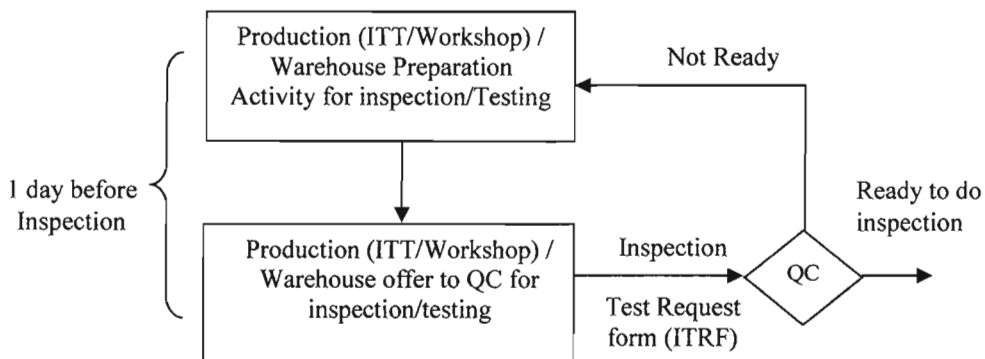 Production (ITT/Workshop) /
Warehouse Preparation
Activity for inspection/Testing
Not Ready
1 day before
Inspection
Ready to do
inspection
Production (ITT/Workshop) /
Warehouse offer to QC for
inspection/testing
Inspection
Test Request
form (ITRF)
QC